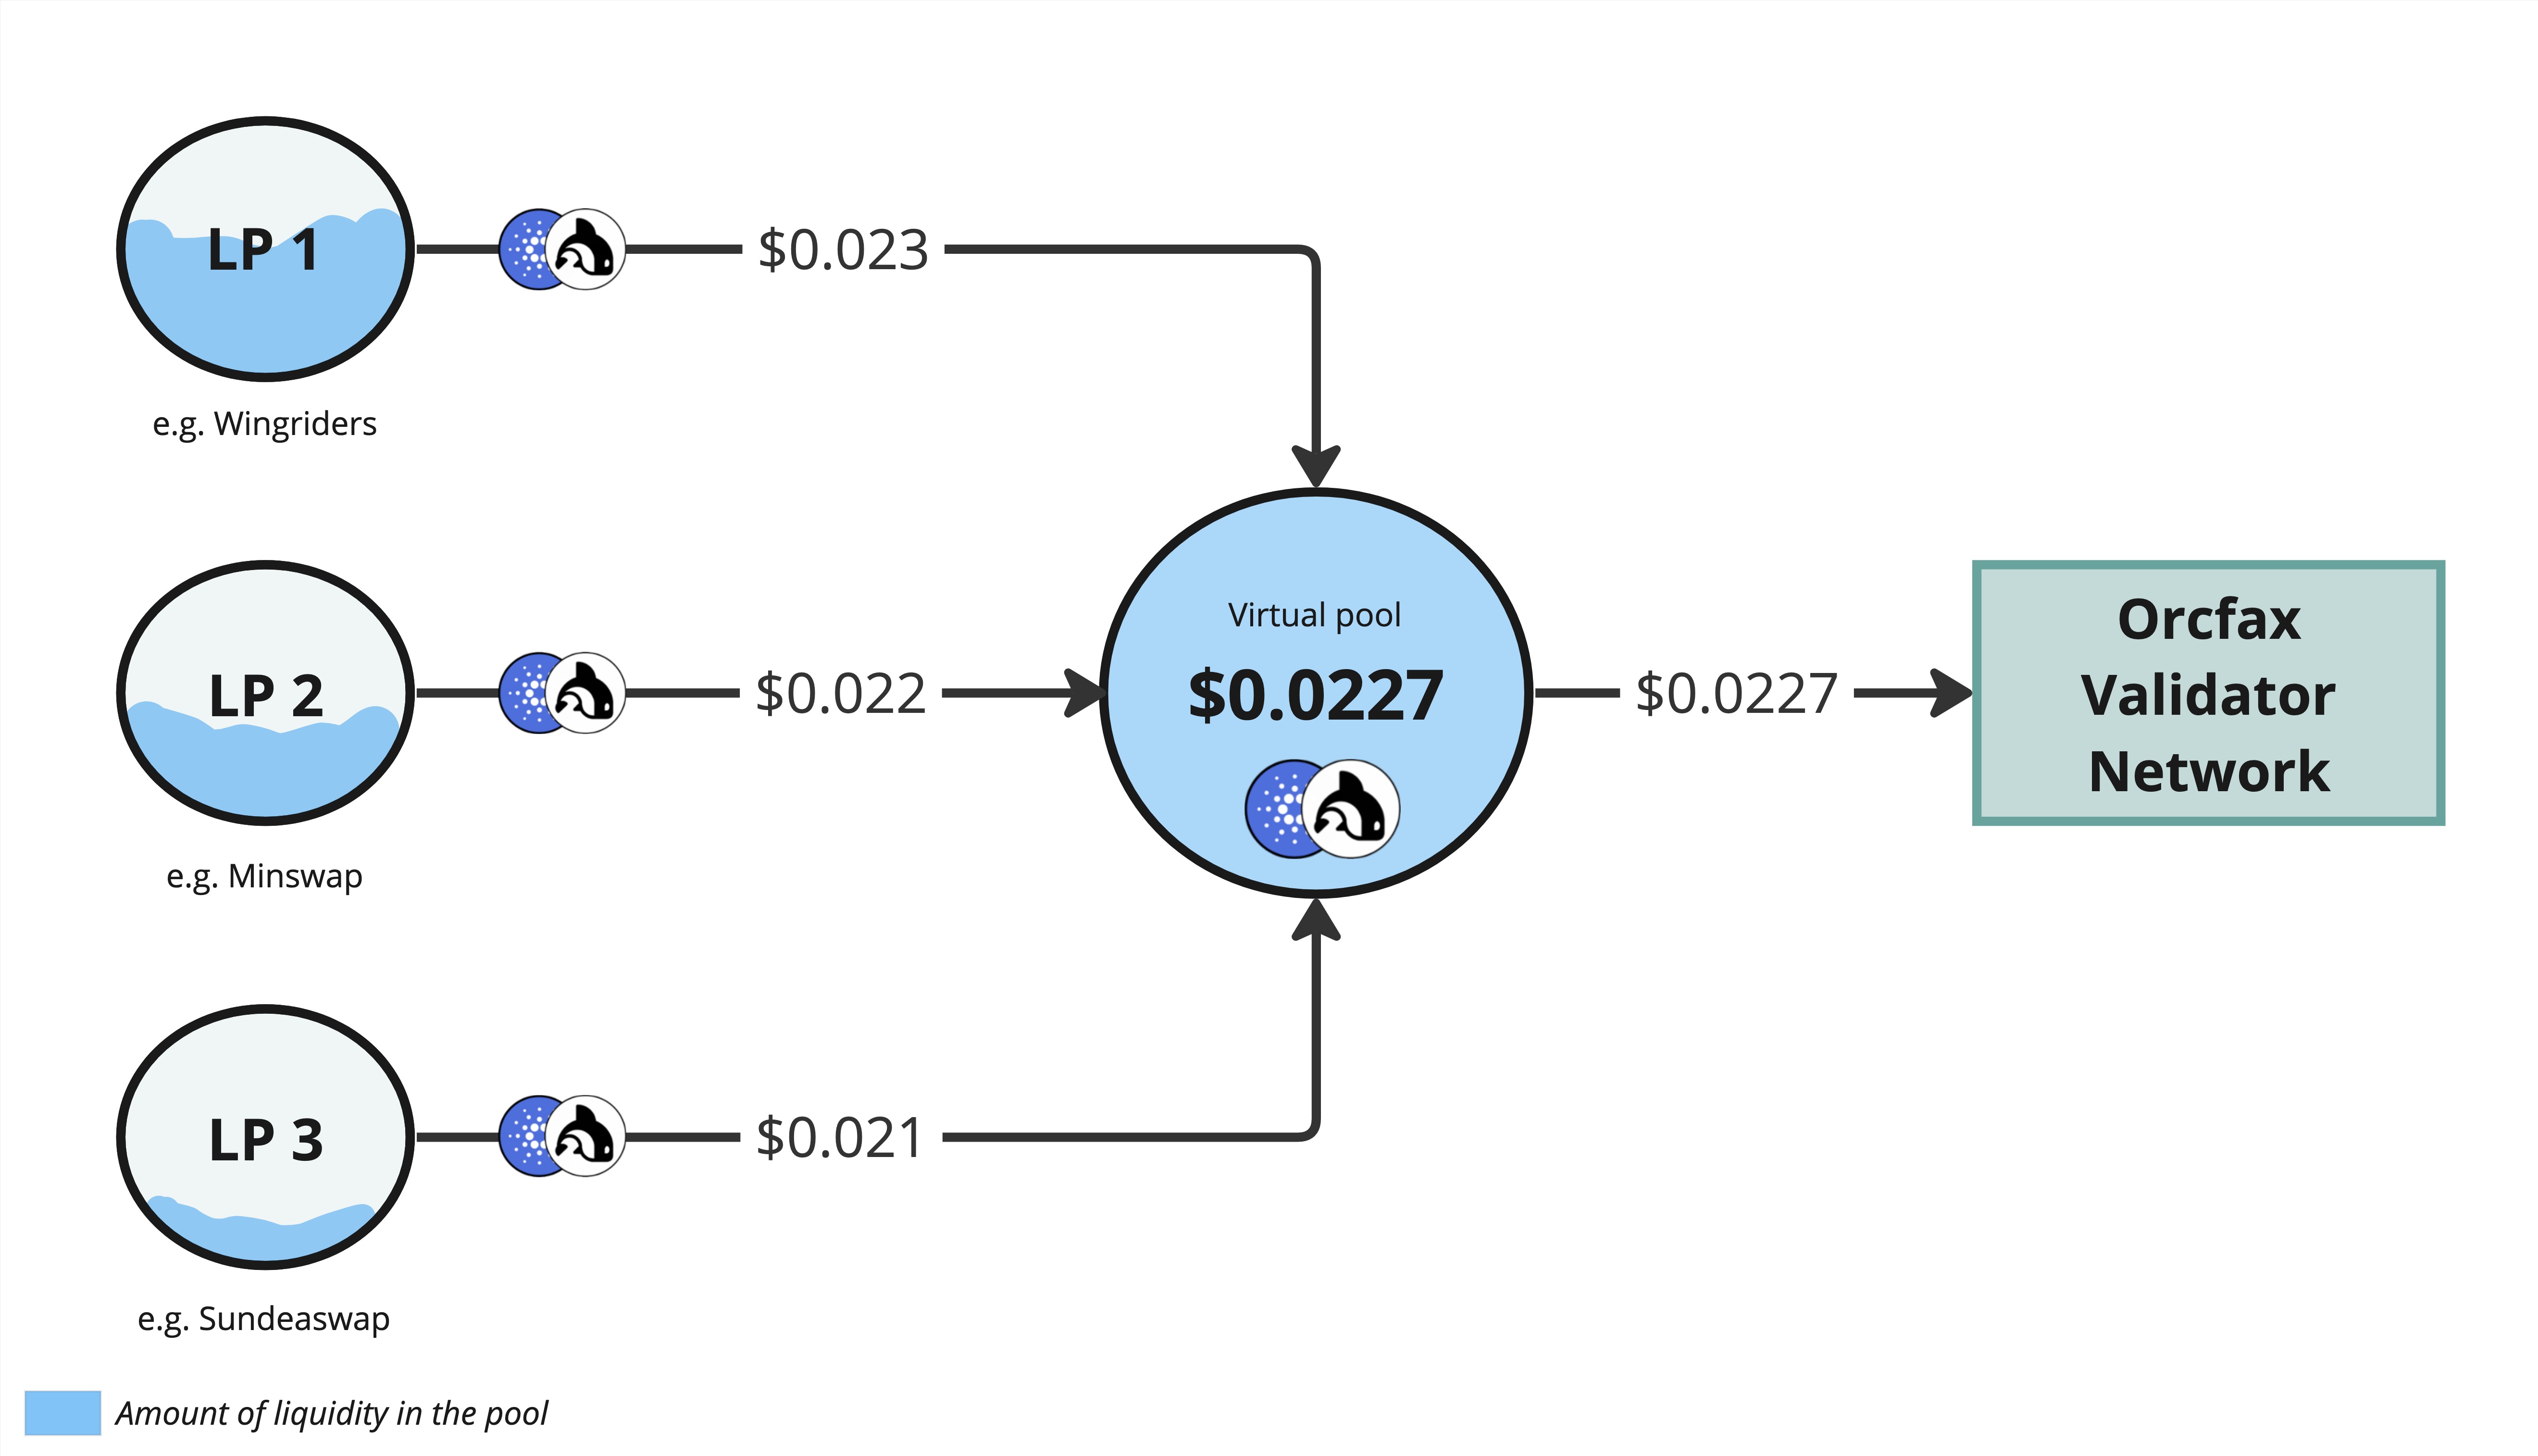 LP 1
$0.023
e.g. Wingriders
LP 2
$0.022
e.g. Minswap
Virtual pool
$0.0227
$0.0227
Orcfax
Validator
Network
LP 3
$0.021
e.g. Sundeaswap
Amount of liquidity in the pool